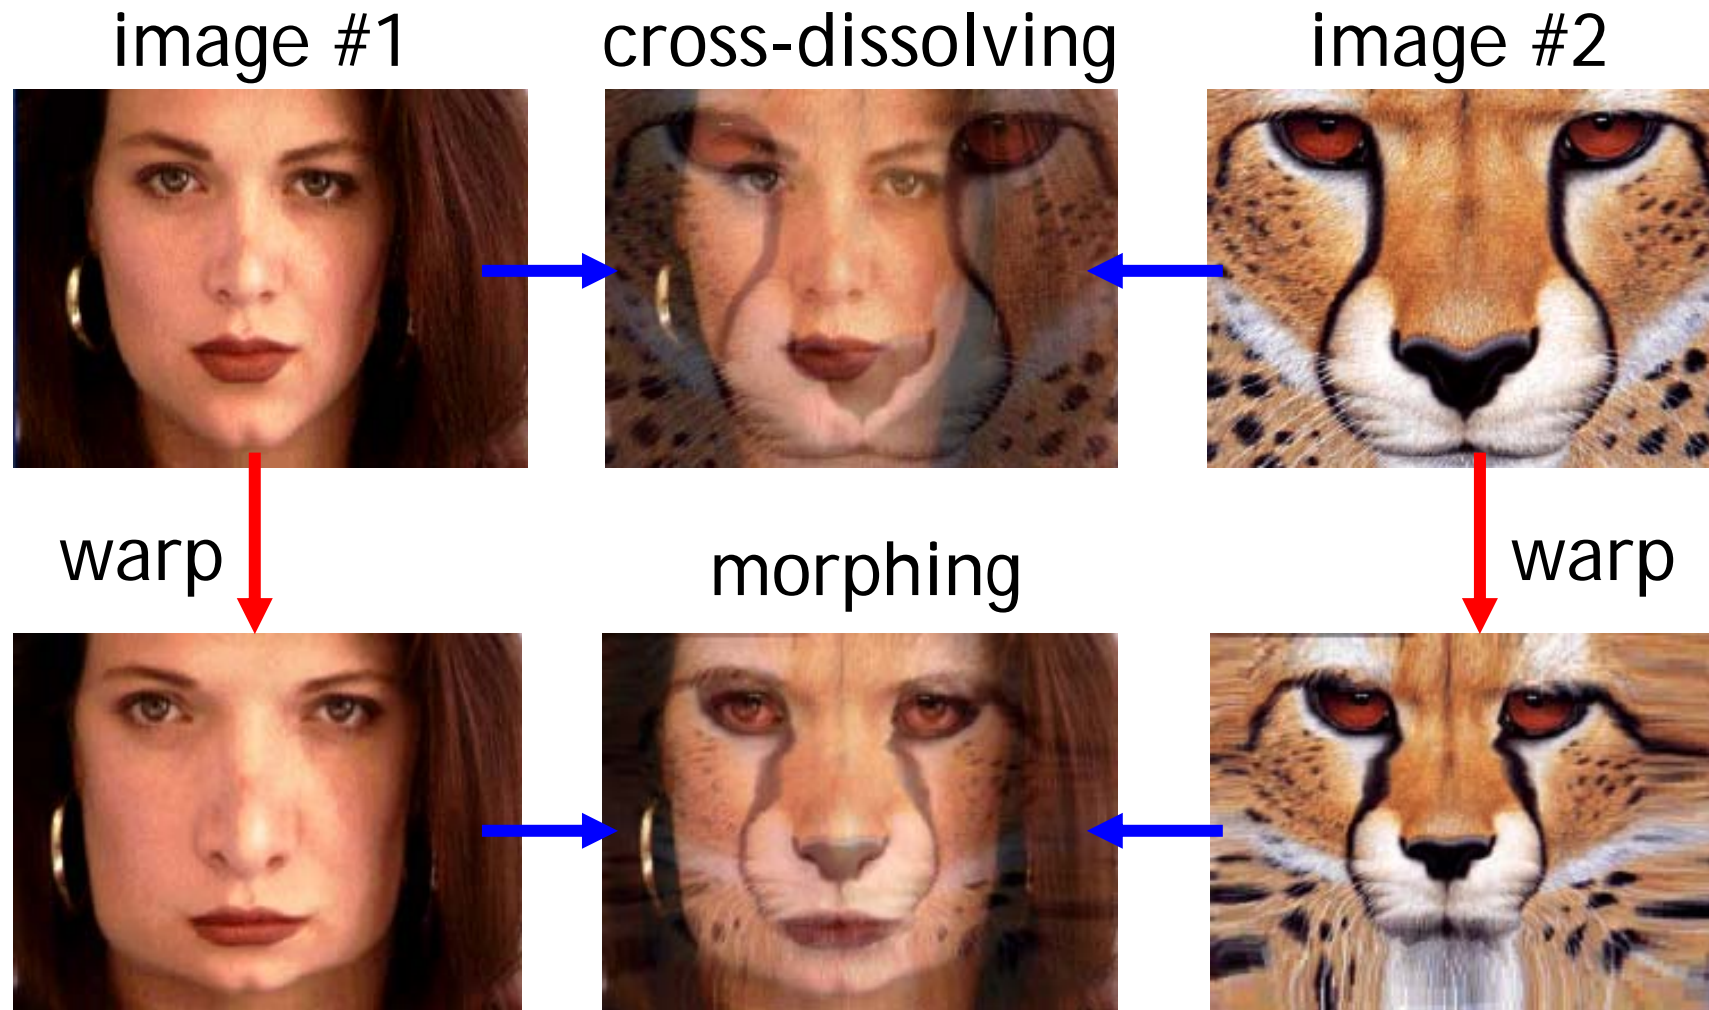 image #1
cross-dissolving
image #2
warp
morphing
warp